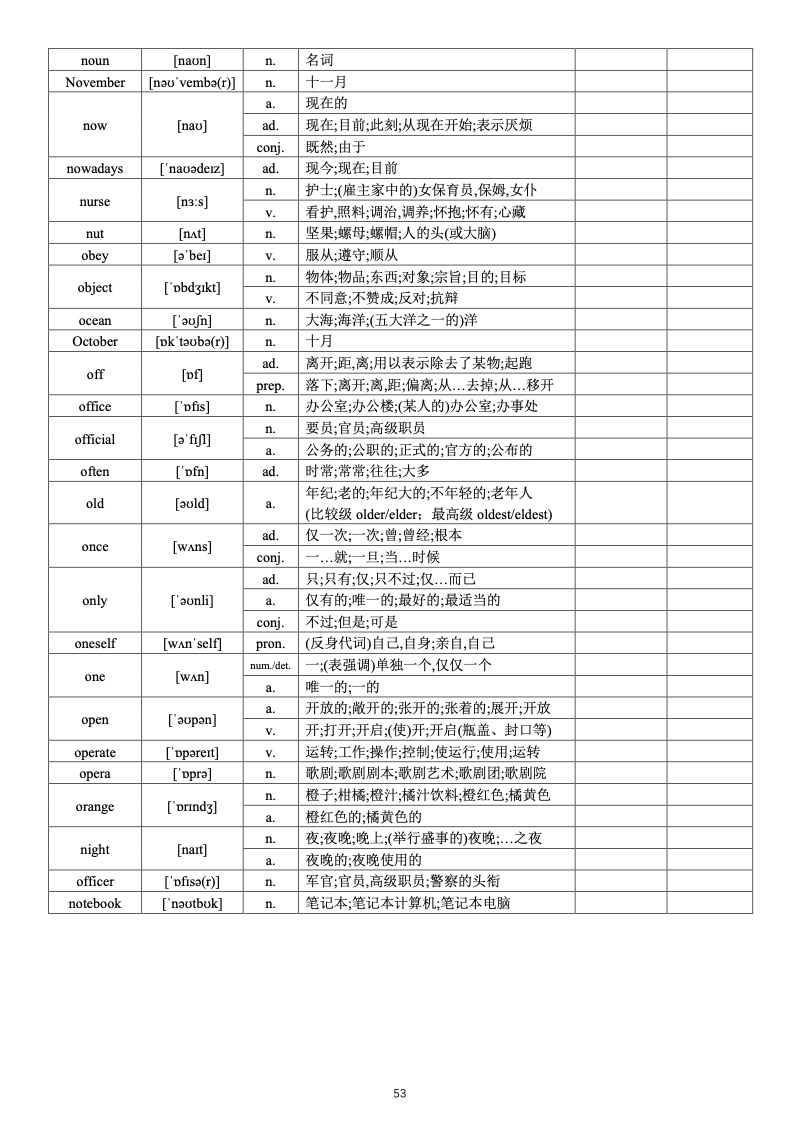 noun [naʊn] n. 名词
November [nəʊˈvembə(r)] n. 十一月
now [naʊ] a. 现在的
ad. 现在;目前;此刻;从现在开始;表示厌烦
conj. 既然;由于
nowadays [ˈnaʊədeɪz] ad. 现今;现在;目前
nurse [nɜːs] n. 护士;(雇主家中的)女保育员,保姆,女仆
v. 看护,照料;调治,调养;怀抱;怀有;心藏
nut [nʌt] n. 坚果;螺母;螺帽;人的头(或大脑)
obey [əˈbeɪ] v. 服从;遵守;顺从
object [ˈɒbdʒɪkt] n. 物体;物品;东西;对象;宗旨;目的;目标
v. 不同意;不赞成;反对;抗辩
ocean [ˈəʊʃn] n. 大海;海洋;(五大洋之一的)洋
October [ɒkˈtəʊbə(r)] n. 十月
off [ɒf] ad. 离开;距,离;用以表示除去了某物;起跑
prep. 落下;离开;离,距;偏离;从…去掉;从…移开
office [ˈɒfɪs] n. 办公室;办公楼;(某人的)办公室;办事处
official [əˈfɪʃl] n. 要员;官员;高级职员
a. 公务的;公职的;正式的;官方的;公布的
often [ˈɒfn] ad. 时常;常常;往往;大多
old [əʊld] a. 年纪;老的;年纪大的;不年轻的;老年人
(比较级 older/elder；最高级 oldest/eldest)
once [wʌns] ad. 仅一次;一次;曾;曾经;根本
conj. 一…就;一旦;当…时候
only [ˈəʊnli] ad. 只;只有;仅;只不过;仅…而已
a. 仅有的;唯一的;最好的;最适当的
conj. 不过;但是;可是
oneself [wʌnˈself] pron. (反身代词)自己,自身;亲自,自己
one [wʌn] num./det. 一;(表强调)单独一个,仅仅一个
a. 唯一的;一的
open [ˈəʊpən] a. 开放的;敞开的;张开的;张着的;展开;开放
v. 开;打开;开启;(使)开;开启(瓶盖、封口等)
operate [ˈɒpəreɪt] v. 运转;工作;操作;控制;使运行;使用;运转
opera [ˈɒprə] n. 歌剧;歌剧剧本;歌剧艺术;歌剧团;歌剧院
orange [ˈɒrɪndʒ] n. 橙子;柑橘;橙汁;橘汁饮料;橙红色;橘黄色
a. 橙红色的;橘黄色的
night [naɪt] n. 夜;夜晚;晚上;(举行盛事的)夜晚;…之夜
a. 夜晚的;夜晚使用的
officer [ˈɒfɪsə(r)] n. 军官;官员,高级职员;警察的头衔
notebook [ˈnəʊtbʊk] n. 笔记本;笔记本计算机;笔记本电脑
53